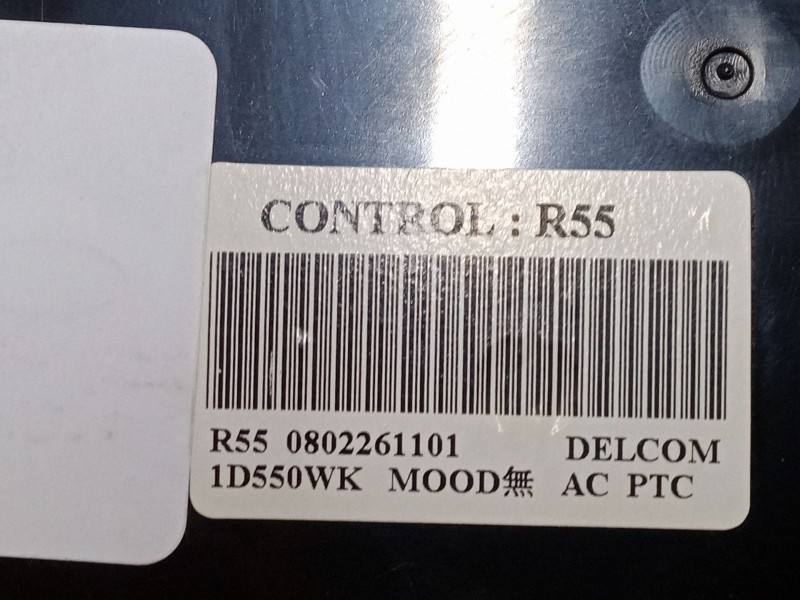 CONTROL : R55
R55 0802261101 DELCOM
1D550WK MOOD無 AC PTC